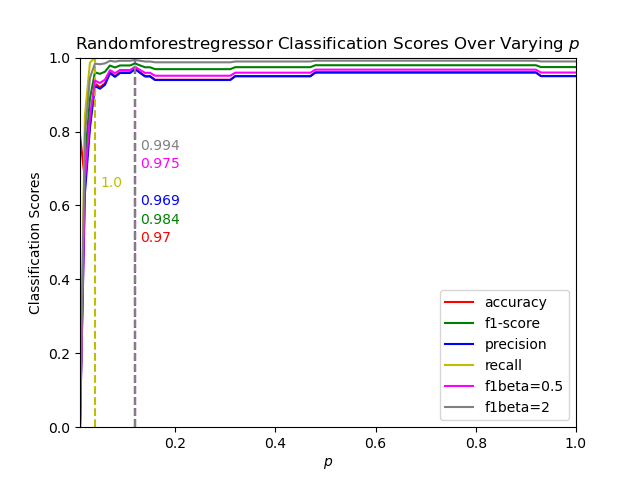 Randomforestregressor Classification Scores Over Varying p
Classification Scores
1.0
0.8
0.6
0.4
0.2
0.0
0.994
0.975
1.0
0.969
0.984
0.97
accuracy
f1-score
precision
recall
f1beta=0.5
f1beta=2
0.2
0.4
0.6
0.8
1.0
p